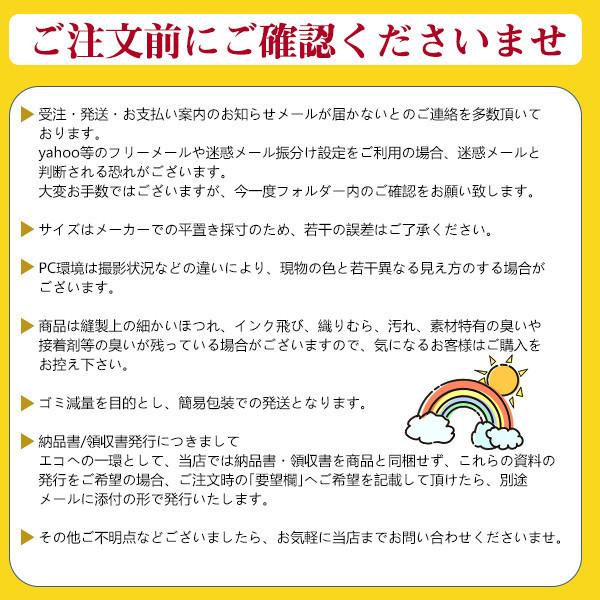 ご注文前にご確認くださいませ
受注・発送・お支払い案内のお知らせメールが届かないとのご連絡を多数頂いて
おります。
yahoo等のフリーメールや迷惑メール振分け設定をご利用の場合、迷惑メールと
判断される恐れがございます。
大変お手数ではございますが、今一度フォルダー内のご確認をお願い致します。
サイズはメーカーでの平置き採寸のため、若干の誤差はご了承ください。
PC環境は撮影状況などの違いにより、現物の色と若干異なる見え方のする場合が
ございます。
商品は縫製上の細かいほつれ、インク飛び、織りむら、汚れ、素材特有の臭いや
接着剤等の臭いが残っている場合がございますので、気になるお客様はご購入を
お控え下さい。
ゴミ減量を目的とし、簡易包装での発送となります。
納品書/領収書発行につきまして
エコへの一環として、当店では納品書・領収書を商品と同梱せず、これらの資料の
発行をご希望の場合、ご注文時の「要望欄」へご希望を記載して頂けたら、別途
メールに添付の形で発行いたします。
その他ご不明点などございましたら、お気軽に当店までお問い合わせくださいませ。